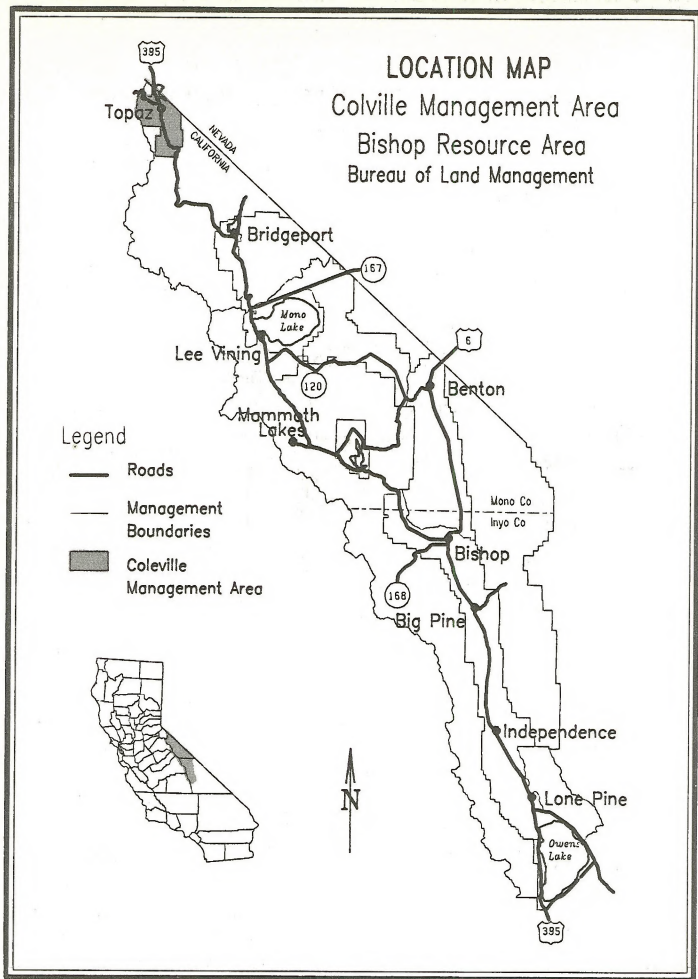 LOCATION MAP
Colville Management Area
Bishop Resource Area
Bureau of Land Management
395
Topaz
NEVADA
CALIFORNIA
Bridgeport
167
Mono
Lake
Lee Vining
6
120
Benton
Mammoth
Lakes
Legend
Roads
Management
Boundaries
Coleville
Management Area
Mono Co
Inyo Co
Bishop
168
Big Pine
Independence
N
Lone Pine
Owens
Lake
395